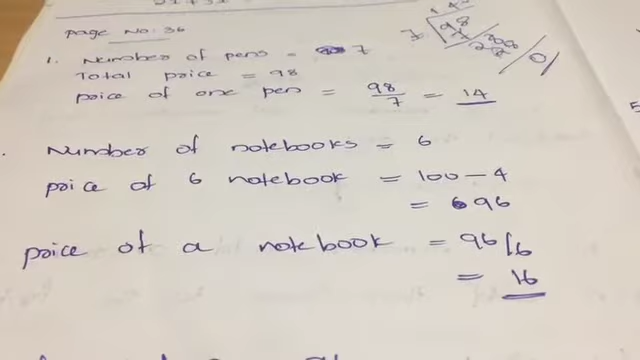 page No: 36
1. Number of pens = 7
Total price = 98
price of one pen = 98/7 = 14
Number of notebooks = 6
price of 6 notebook = 100 - 4
= 96
price of a notebook = 96/6
= 16